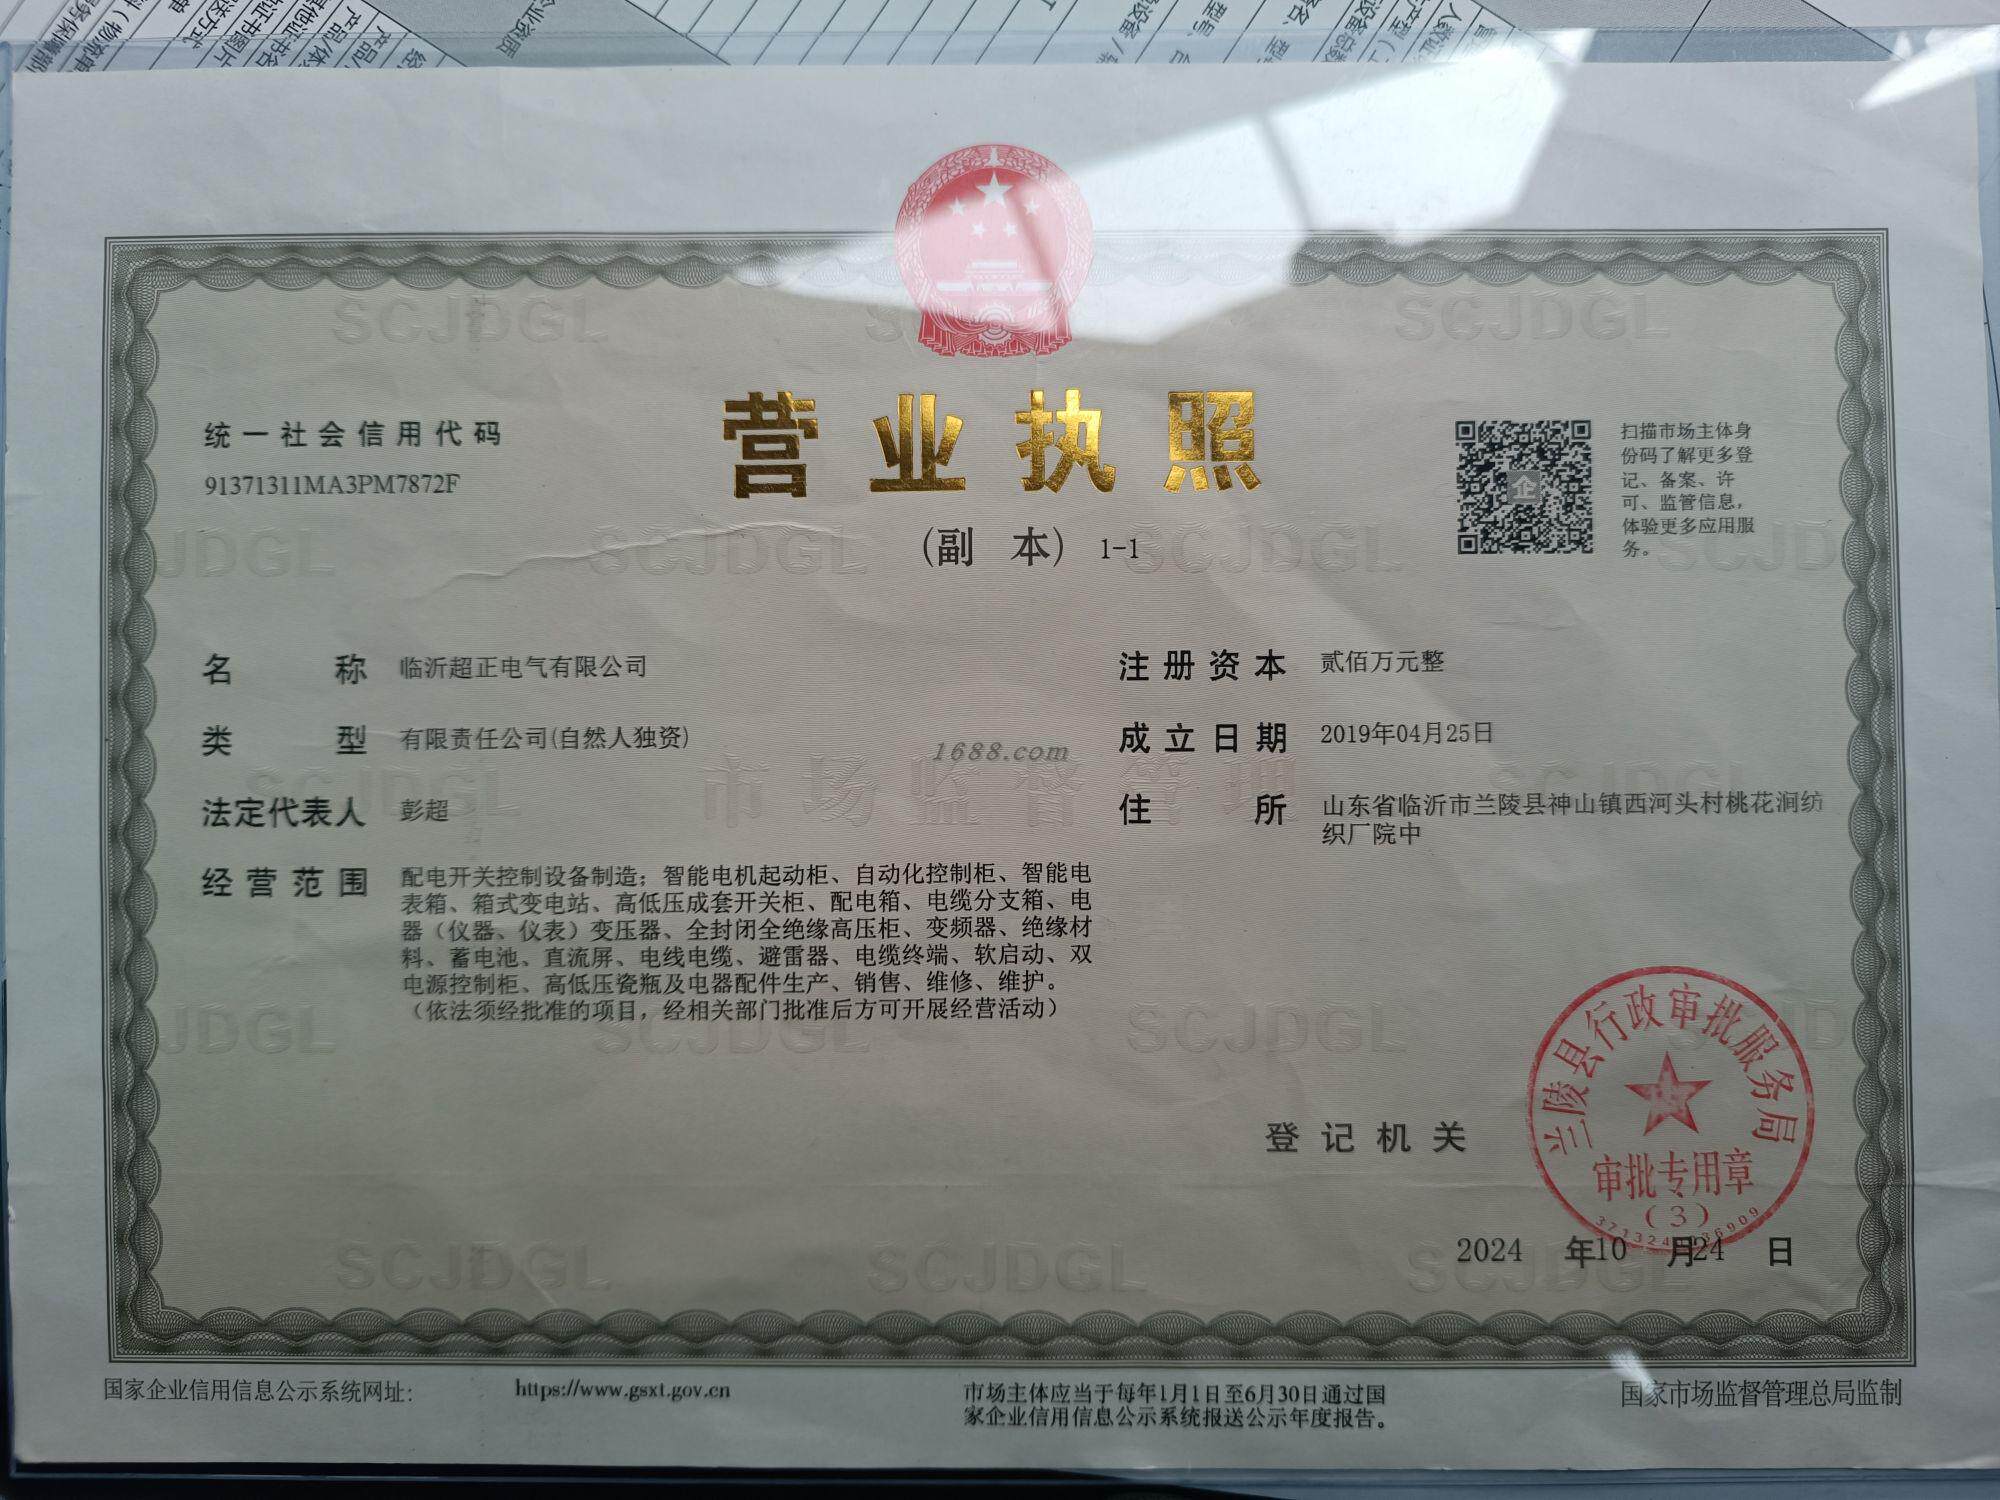 企业资质
营业执照
(副 本) 1-1
统一社会信用代码
91371311MA3PM7872F
扫描市场主体身
份码了解更多登
记、备案、许
可、监管信息，
体验更多应用服
务。
名 称 临沂超正电气有限公司
类 型 有限责任公司(自然人独资)
法定代表人 彭超
经营范围 配电开关控制设备制造；智能电机起动柜、自动化控制柜、智能电
表箱、箱式变电站、高低压成套开关柜、配电箱、电缆分支箱、电
器（仪器、仪表）变压器、全封闭全绝缘高压柜、变频器、绝缘材
料、蓄电池、直流屏、电线电缆、避雷器、电缆终端、软启动、双
电源控制柜、高低压瓷瓶及电器配件生产、销售、维修、维护。
（依法须经批准的项目，经相关部门批准后方可开展经营活动）
注册资本 贰佰万元整
成立日期 2019年04月25日
住 所 山东省临沂市兰陵县神山镇西河头村桃花涧纺
织厂院中
1688.com
市场监督管理
SCJDGL
登记机关
兰陵县行政审批服务局
审批专用章
(3)
2024 年10 月24 日
国家企业信用信息公示系统网址：
https://www.gsxt.gov.cn
市场主体应当于每年1月1日至6月30日通过国
家企业信用信息公示系统报送公示年度报告。
国家市场监督管理总局监制